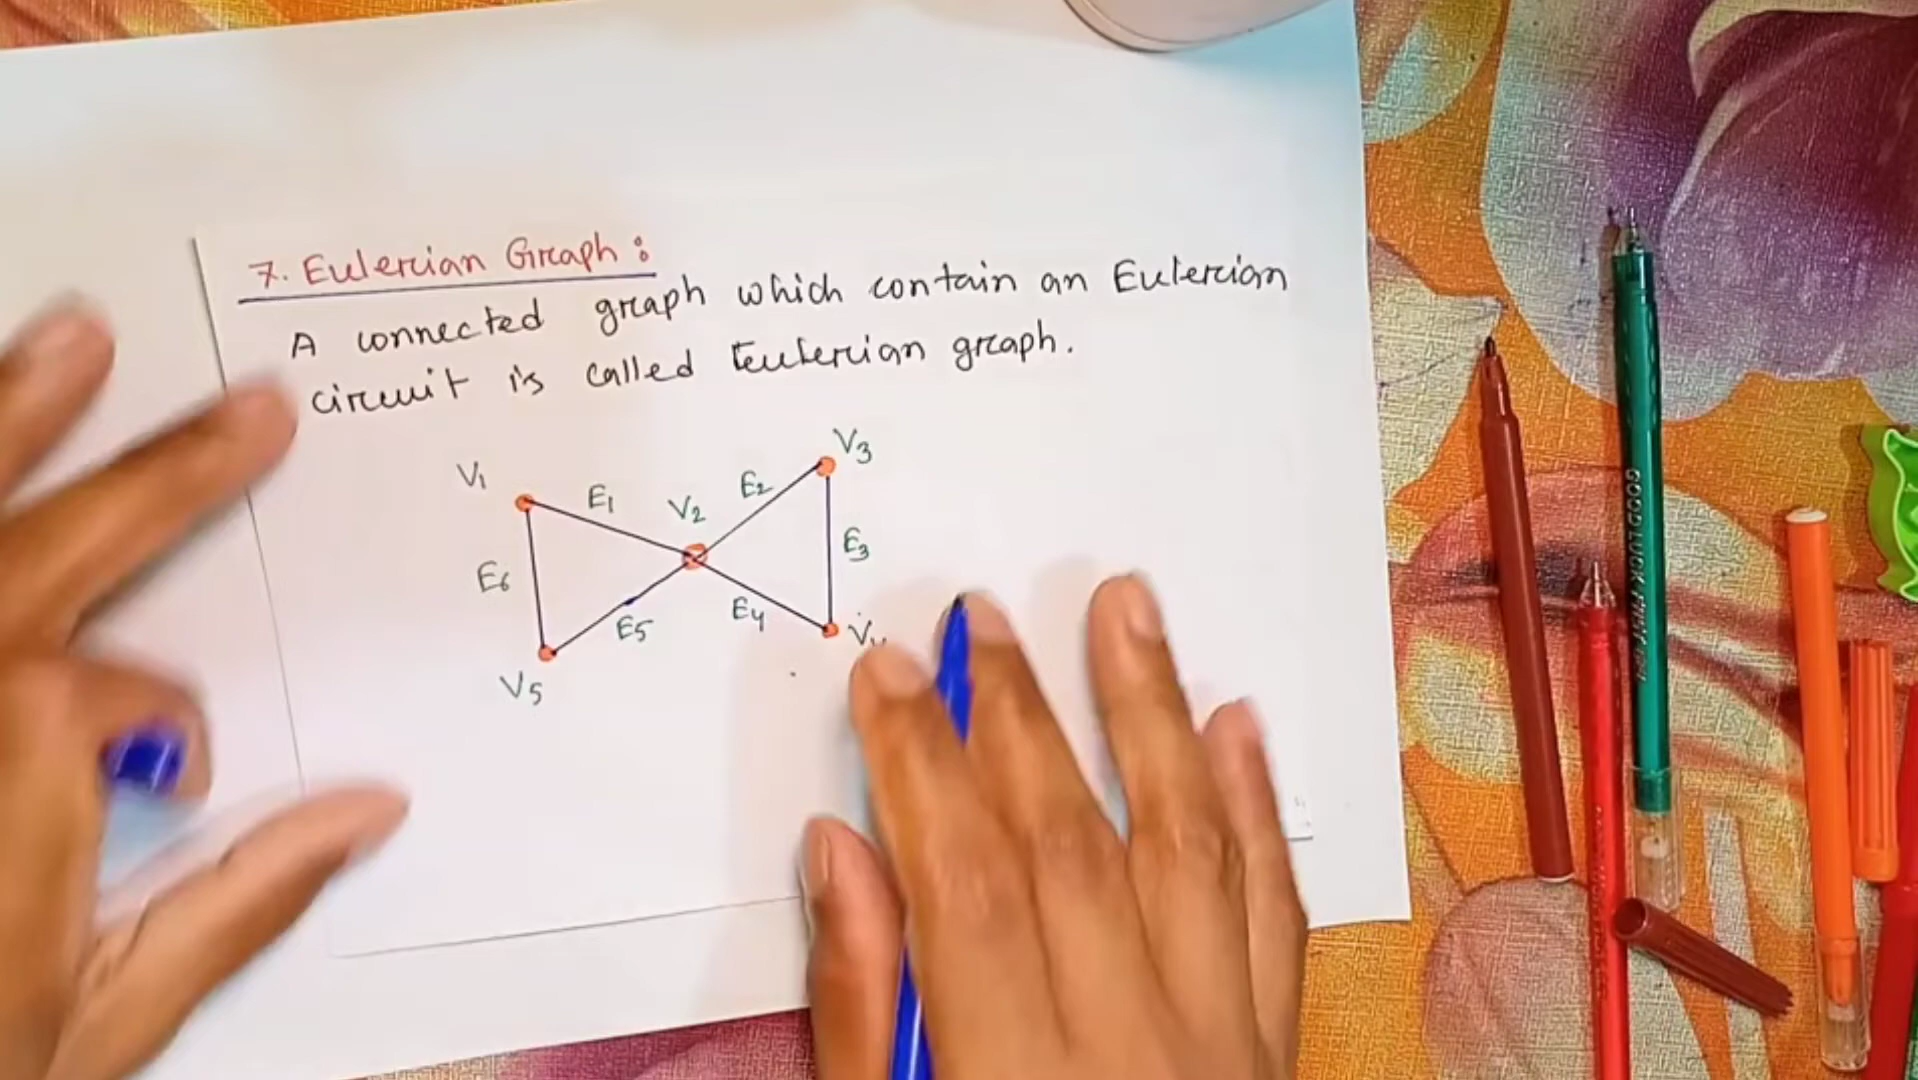 7. Eulerian Graph:
A connected graph which contain an Eulerian
circuit is called Eulerian graph.
V1
E1
V2
E2
V3
E6
E3
E5
E4
V5
GOOD LUCK